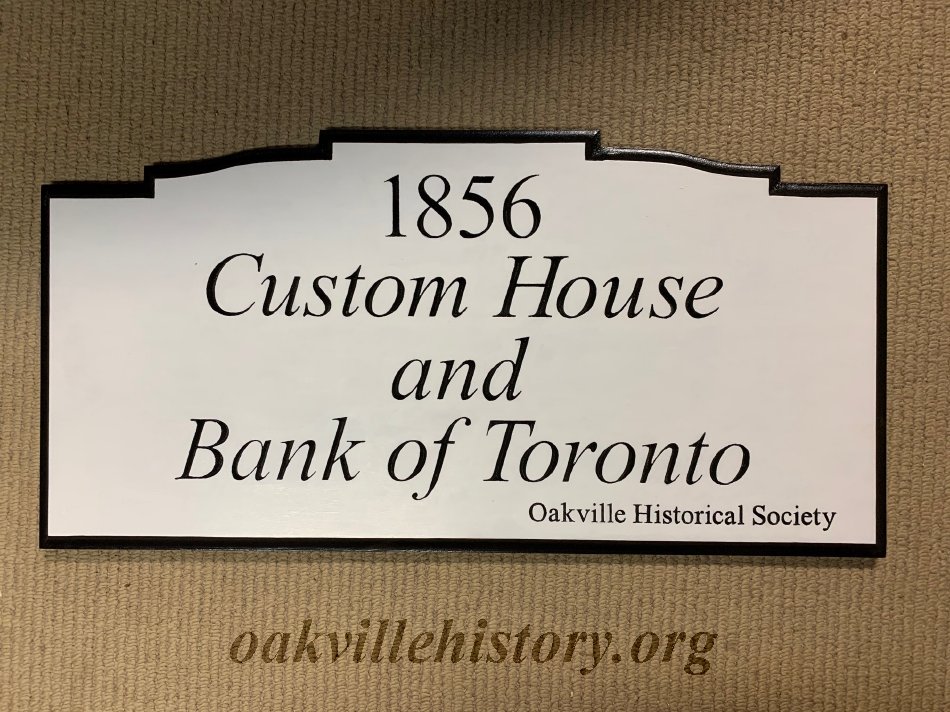 1856
Custom House
and
Bank of Toronto
Oakville Historical Society
oakvillehistory.org